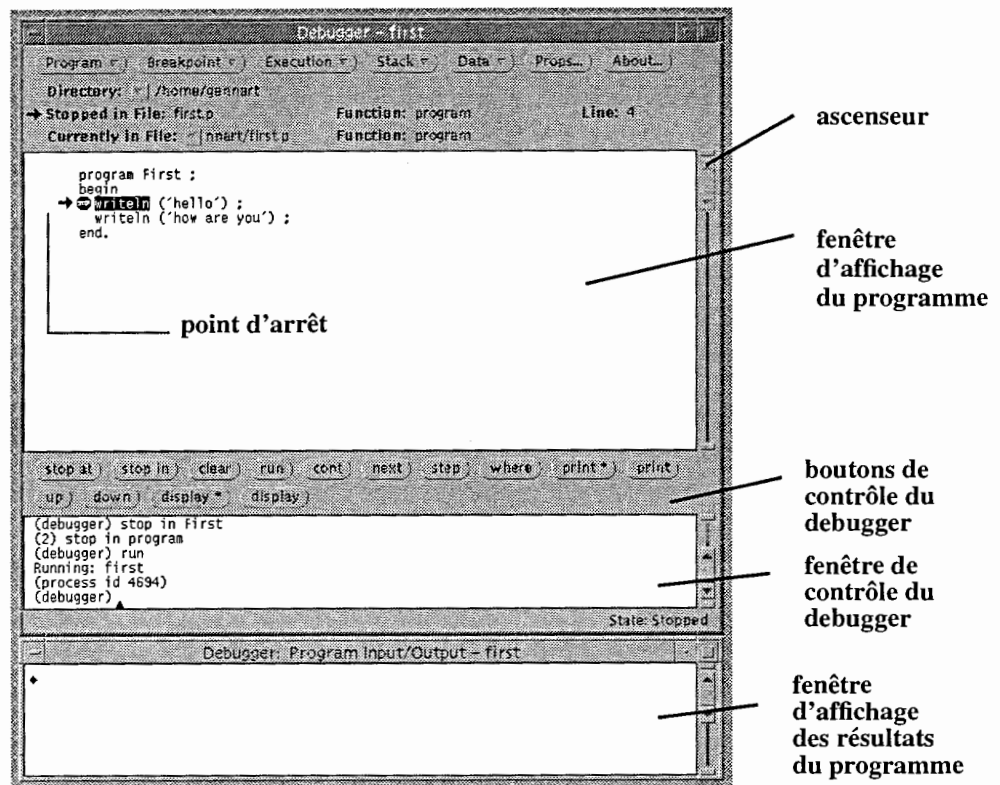 Debugger - first
Program Breakpoint Execution Stack Data Props... About...
Directory: /home/gennart
Stopped in File: first.p Function: program Line: 4
Currently in File: nnart/first.p Function: program
program First ;
begin
writeln ('hello') ;
writeln ('how are you') ;
end.
point d'arrêt
ascenseur
fenêtre
d'affichage
du programme
stop at stop in clear run cont next step where print * print
up down display * display
boutons de
contrôle du
debugger
(debugger) stop in First
(2) stop in program
(debugger) run
Running: first
(process id 4694)
(debugger)
fenêtre de
contrôle du
debugger
State: Stopped
Debugger: Program Input/Output - first
fenêtre
d'affichage
des résultats
du programme